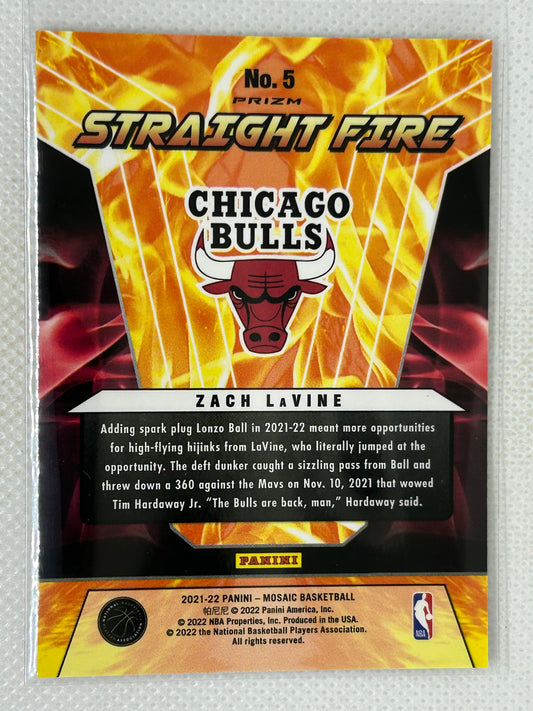 No. 5
PRIZM
STRAIGHT FIRE
CHICAGO
BULLS
ZACH LAVINE
Adding spark plug Lonzo Ball in 2021-22 meant more opportunities
for high-flying hijinks from LaVine, who literally jumped at the
opportunity. The deft dunker caught a sizzling pass from Ball and
threw down a 360 against the Mavs on Nov. 10, 2021 that wowed
Tim Hardaway Jr. “The Bulls are back, man,” Hardaway said.
PANINI
2021-22 PANINI – MOSAIC BASKETBALL
帕尼尼 © 2022 Panini America, Inc.
© 2022 NBA Properties, Inc. Produced in the USA.
© 2022 the National Basketball Players Association.
All rights reserved.
NBA